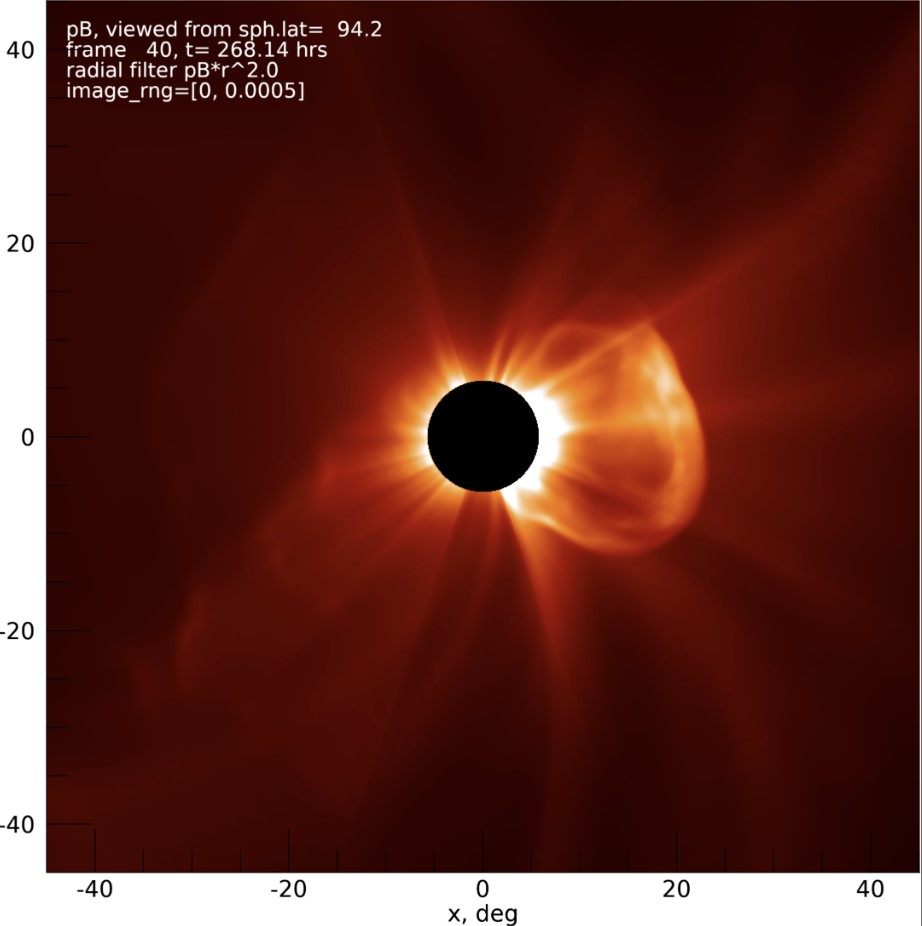 pB, viewed from sph.lat= 94.2
frame 40, t= 268.14 hrs
radial filter pB*r^2.0
image_rng=[0, 0.0005]
40
20
0
-20
-40
-40 -20 0 20 40
x, deg